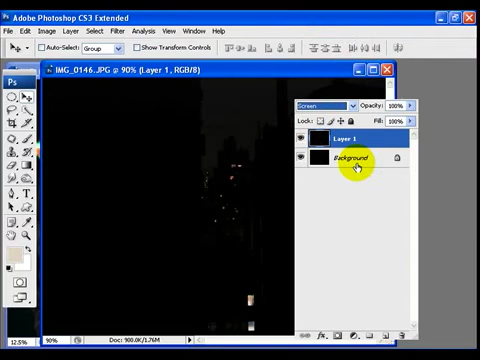 Adobe Photoshop CS3 Extended
File Edit Image Layer Select Filter Analysis View Window Help
Auto-Select: Group Show Transform Controls
IMG_0146.JPG @ 90% (Layer 1, RGB/8)
Ps
Screen Opacity: 100%
Lock: Fill: 100%
Layer 1
Background
12.5% 90% Doc: 900.0K/1.76M